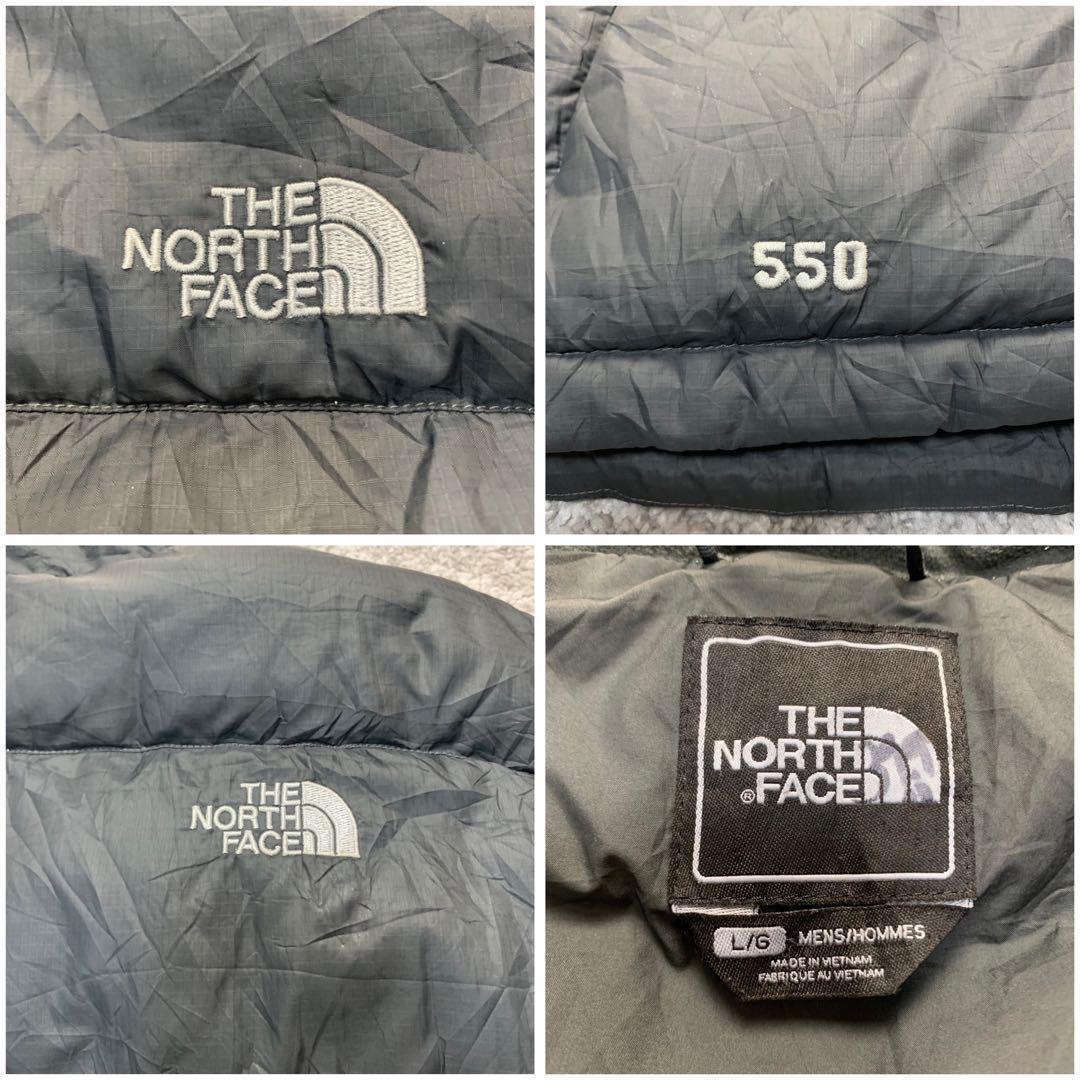 THE
NORTH
FACE
550
THE
NORTH
FACE
THE
NORTH
® FACE
L/G MENS/HOMMES
MADE IN VIETNAM
FABRIQUE AU VIETNAM